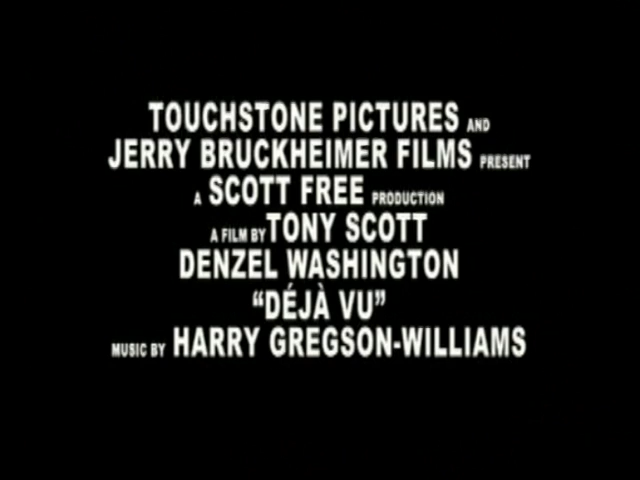 TOUCHSTONE PICTURES AND
JERRY BRUCKHEIMER FILMS PRESENT
A SCOTT FREE PRODUCTION
A FILM BY TONY SCOTT
DENZEL WASHINGTON
“DÉJÀ VU”
MUSIC BY HARRY GREGSON-WILLIAMS